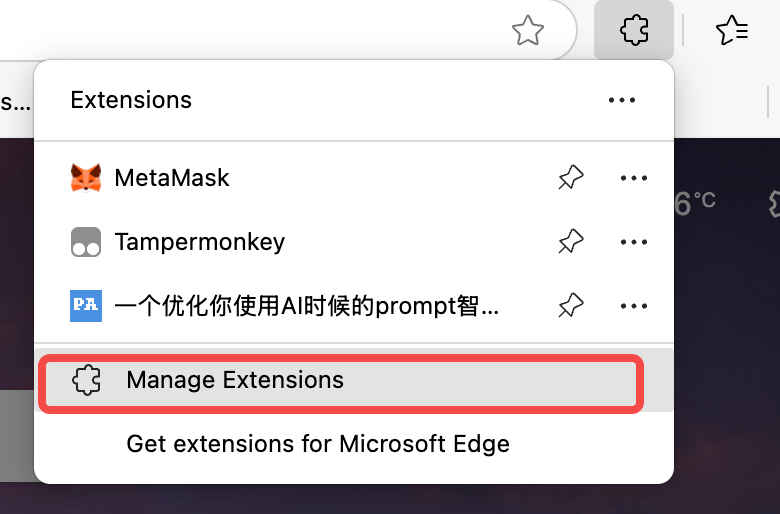 s...
Extensions
MetaMask
Tampermonkey
PA 一个优化你使用AI时候的prompt智...
Manage Extensions
Get extensions for Microsoft Edge
6°C